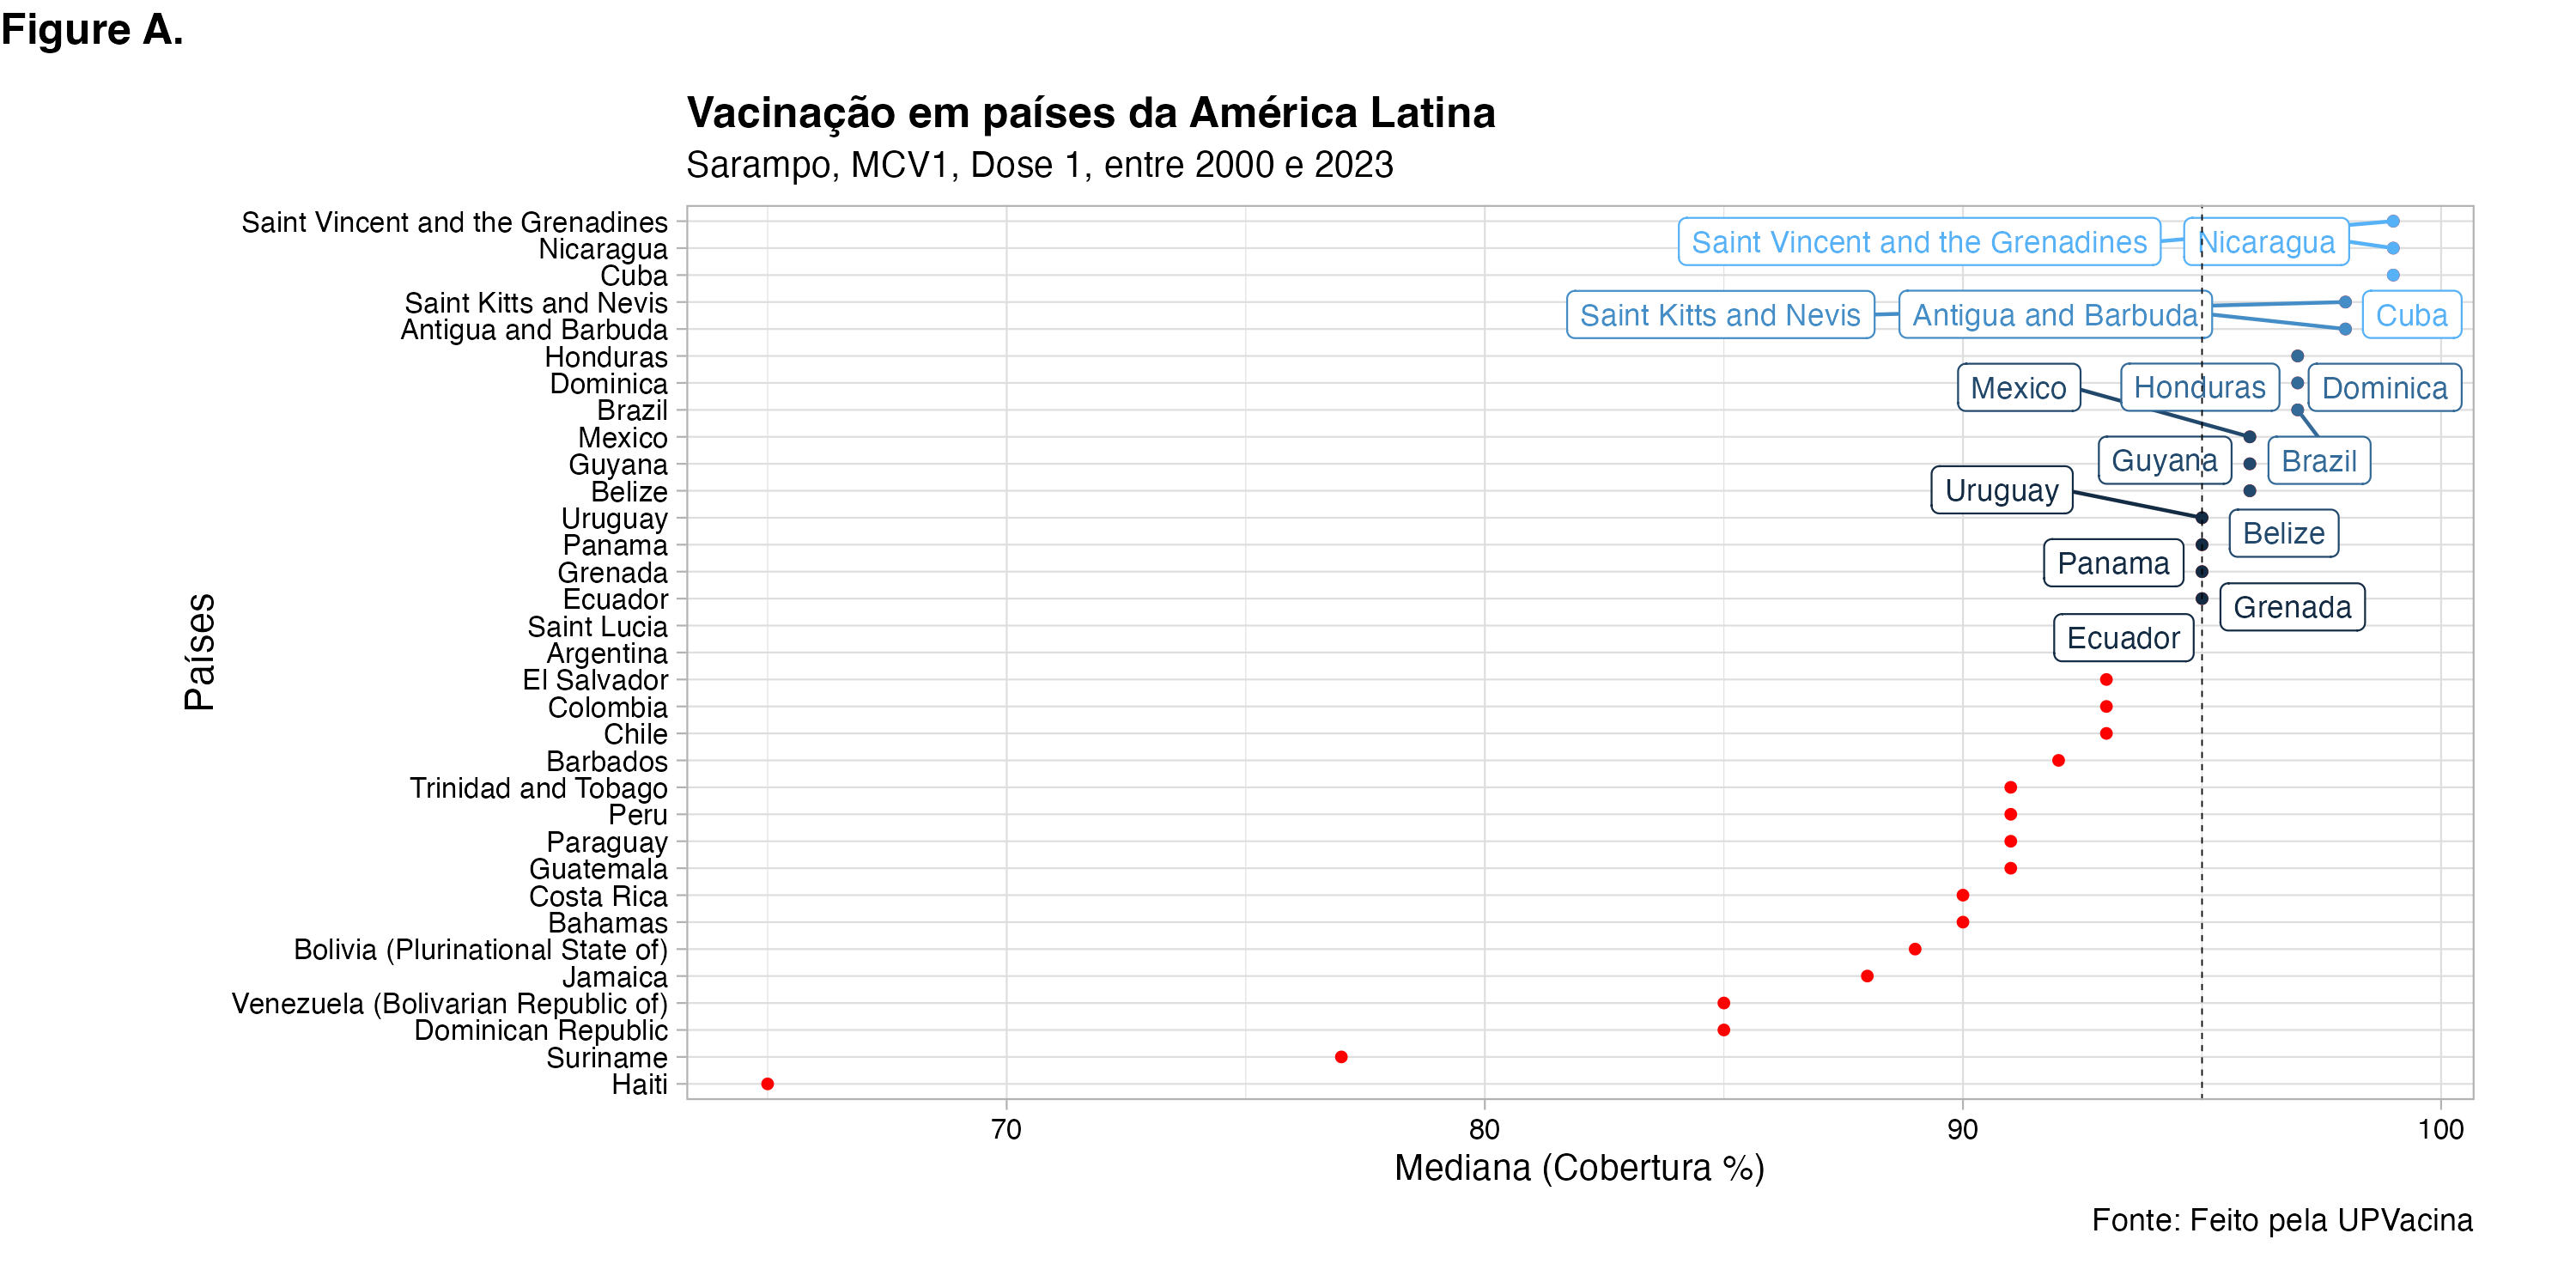 Figure A.
Vacinação em países da América Latina
Sarampo, MCV1, Dose 1, entre 2000 e 2023
Países
Saint Vincent and the Grenadines
Nicaragua
Cuba
Saint Kitts and Nevis
Antigua and Barbuda
Honduras
Dominica
Brazil
Mexico
Guyana
Belize
Uruguay
Panama
Grenada
Ecuador
Saint Lucia
Argentina
El Salvador
Colombia
Chile
Barbados
Trinidad and Tobago
Peru
Paraguay
Guatemala
Costa Rica
Bahamas
Bolivia (Plurinational State of)
Jamaica
Venezuela (Bolivarian Republic of)
Dominican Republic
Suriname
Haiti
Saint Vincent and the Grenadines
Nicaragua
Saint Kitts and Nevis
Antigua and Barbuda
Cuba
Mexico
Honduras
Dominica
Guyana
Brazil
Uruguay
Belize
Panama
Grenada
Ecuador
70
80
90
100
Mediana (Cobertura %)
Fonte: Feito pela UPVacina